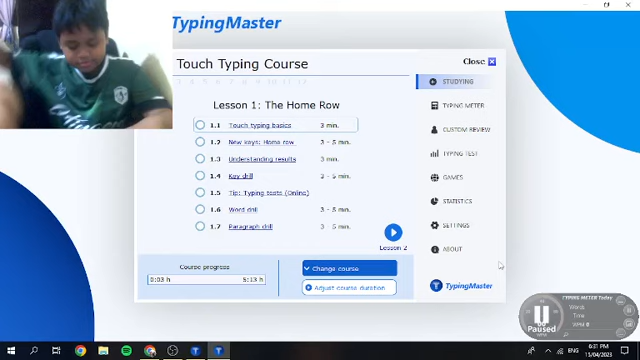 TypingMaster
Touch Typing Course
Close
Lesson 1: The Home Row
1.1 Touch typing basics 3 min.
1.2 New keys: Home row 3 - 5 min.
1.3 Understanding results 3 min.
1.4 Key drill 3 - 5 min.
1.5 Tip: Typing tests (Online)
1.6 Word drill 3 - 5 min.
1.7 Paragraph drill 3 - 5 min.
Lesson 2
Course progress
0:03 h 5:13 h
Change course
Adjust course duration
STUDYING
TYPING METER
CUSTOM REVIEW
TYPING TEST
GAMES
STATISTICS
SETTINGS
ABOUT
TypingMaster
TYPING METER Today
Words
Time
WPM 0
Paused
ENG
6:31 PM
15/04/2023